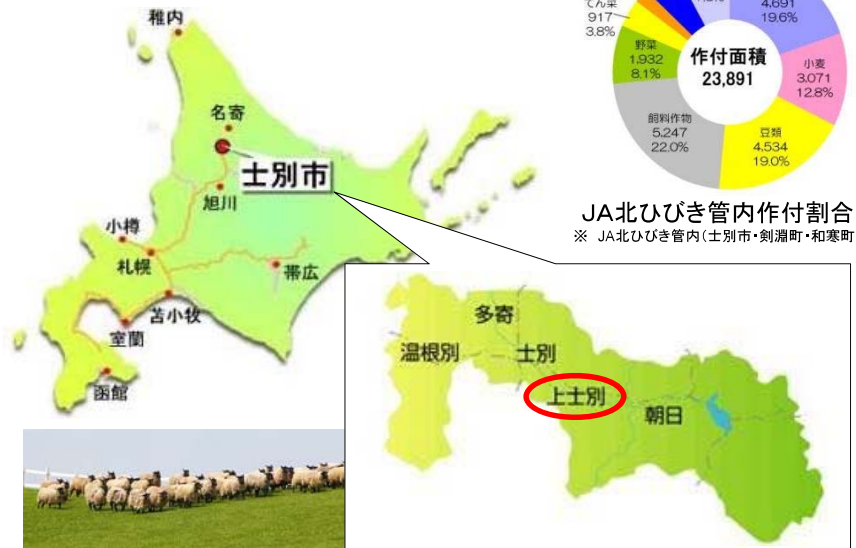 稚内
名寄
士別市
旭川
小樽
札幌
帯広
苫小牧
室蘭
函館
てん菜
917
3.8%
4,691
19.6%
野菜
1,932
8.1%
作付面積
23,891
小麦
3,071
12.8%
飼料作物
5,247
22.0%
豆類
4,534
19.0%
JA北ひびき管内作付割合
※ JA北ひびき管内(士別市・剣淵町・和寒町
多寄
温根別
士別
上士別
朝日